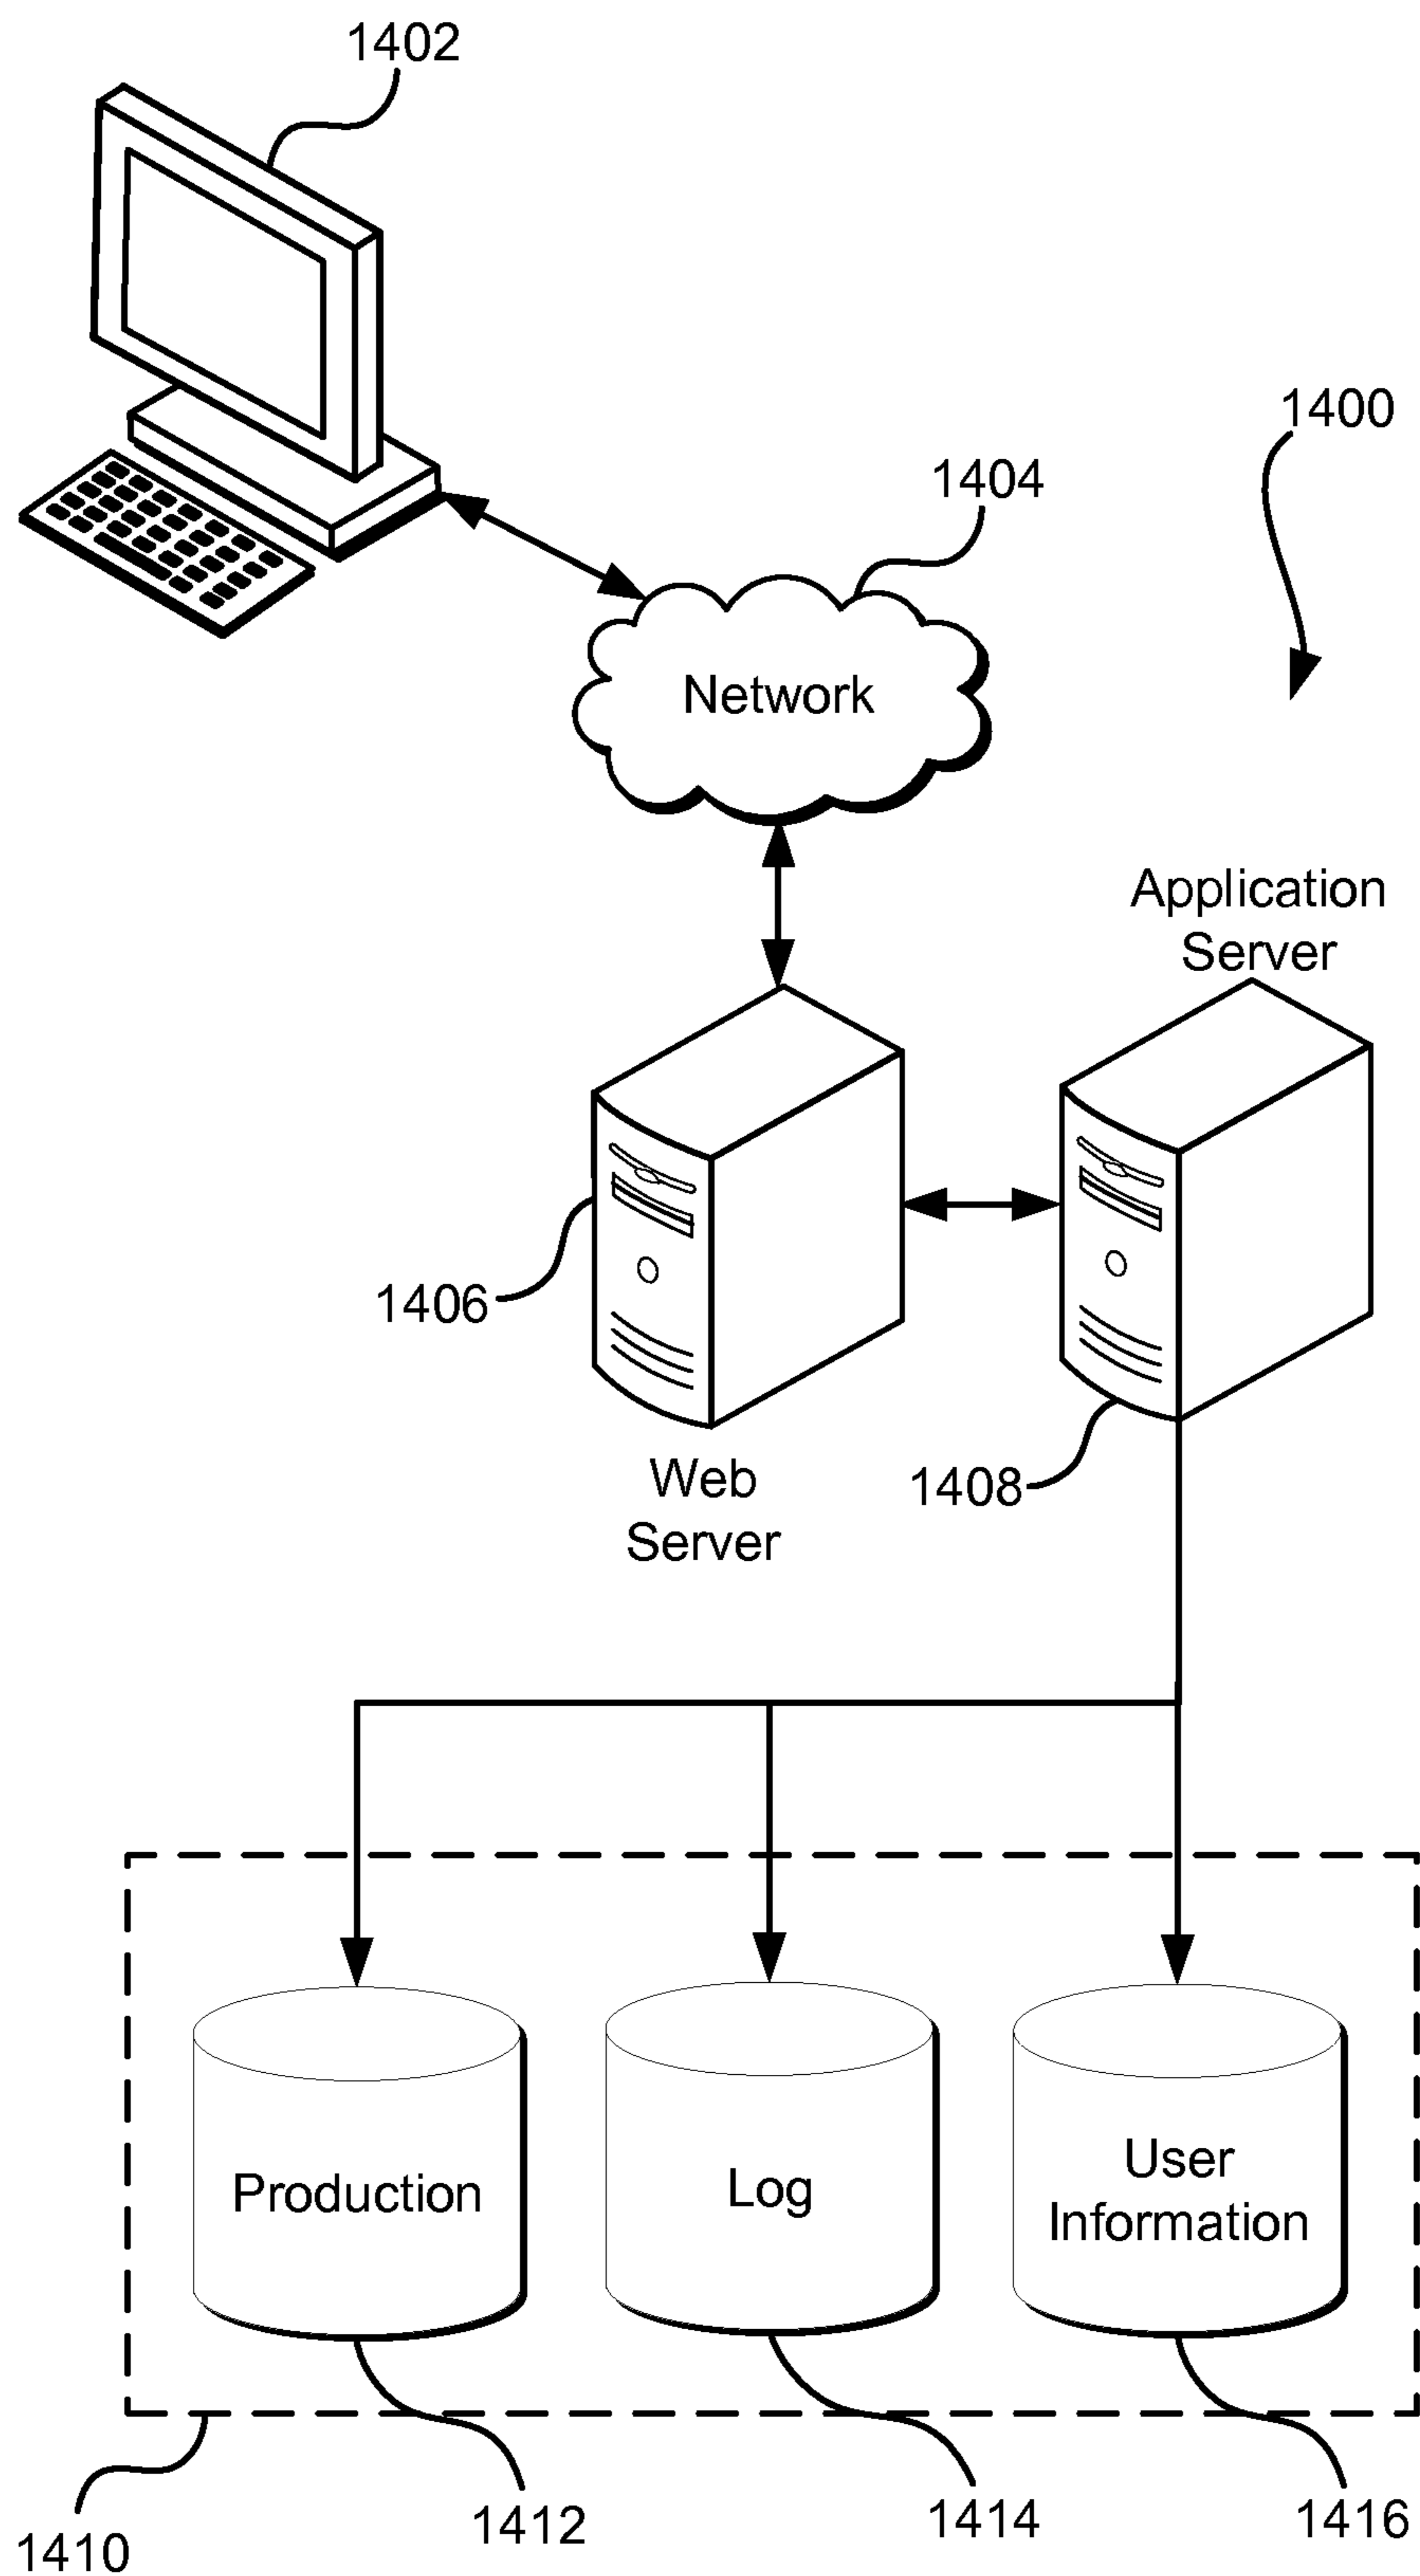 1402
1400
1404
Network
Application
Server
1406
1408
Web
Server
Production
Log
User
Information
1410
1412
1414
1416